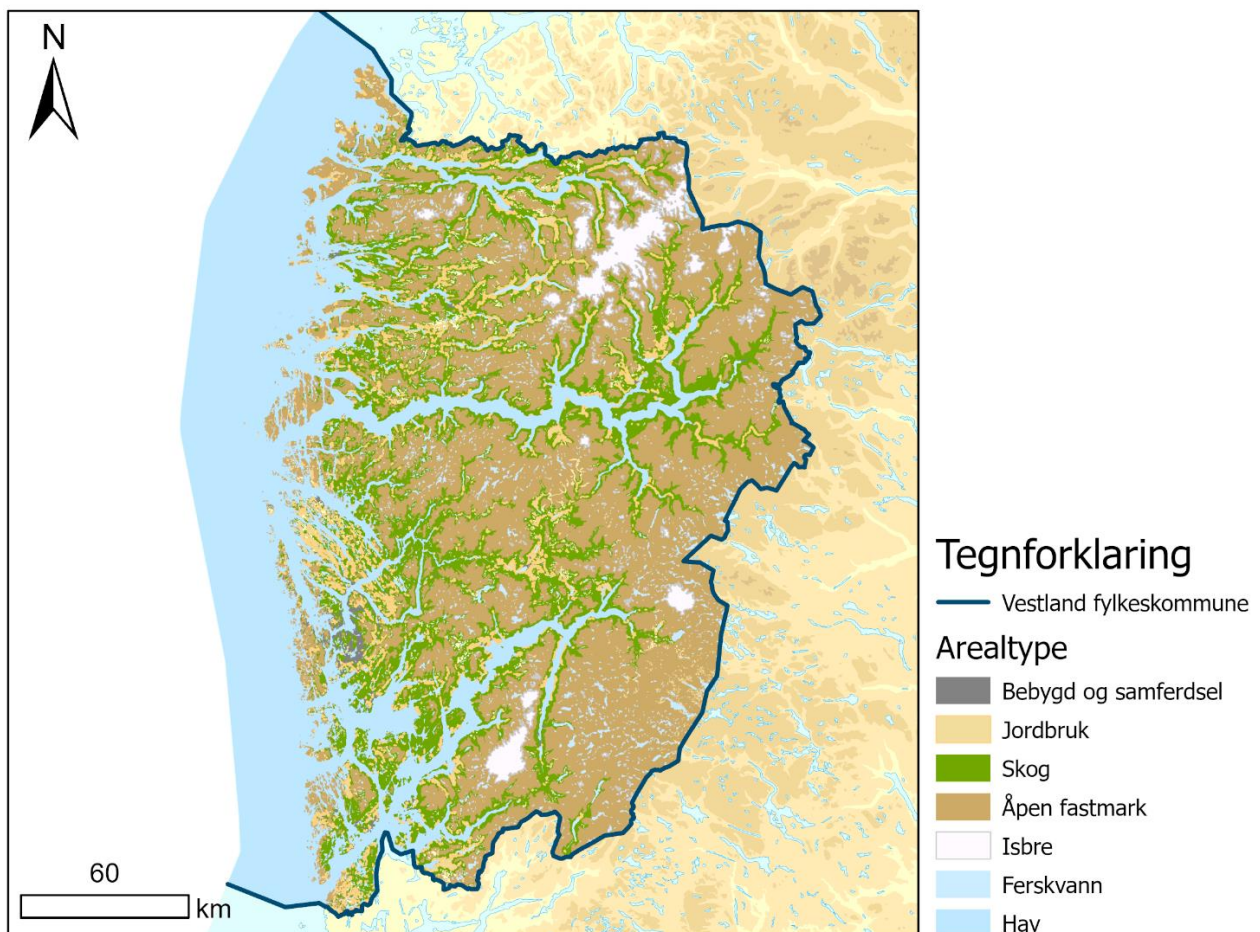 N
60
km
Tegnforklaring
Vestland fylkeskommune
Arealtype
Bebygd og samferdsel
Jordbruk
Skog
Åpen fastmark
Isbre
Ferskvann
Hav